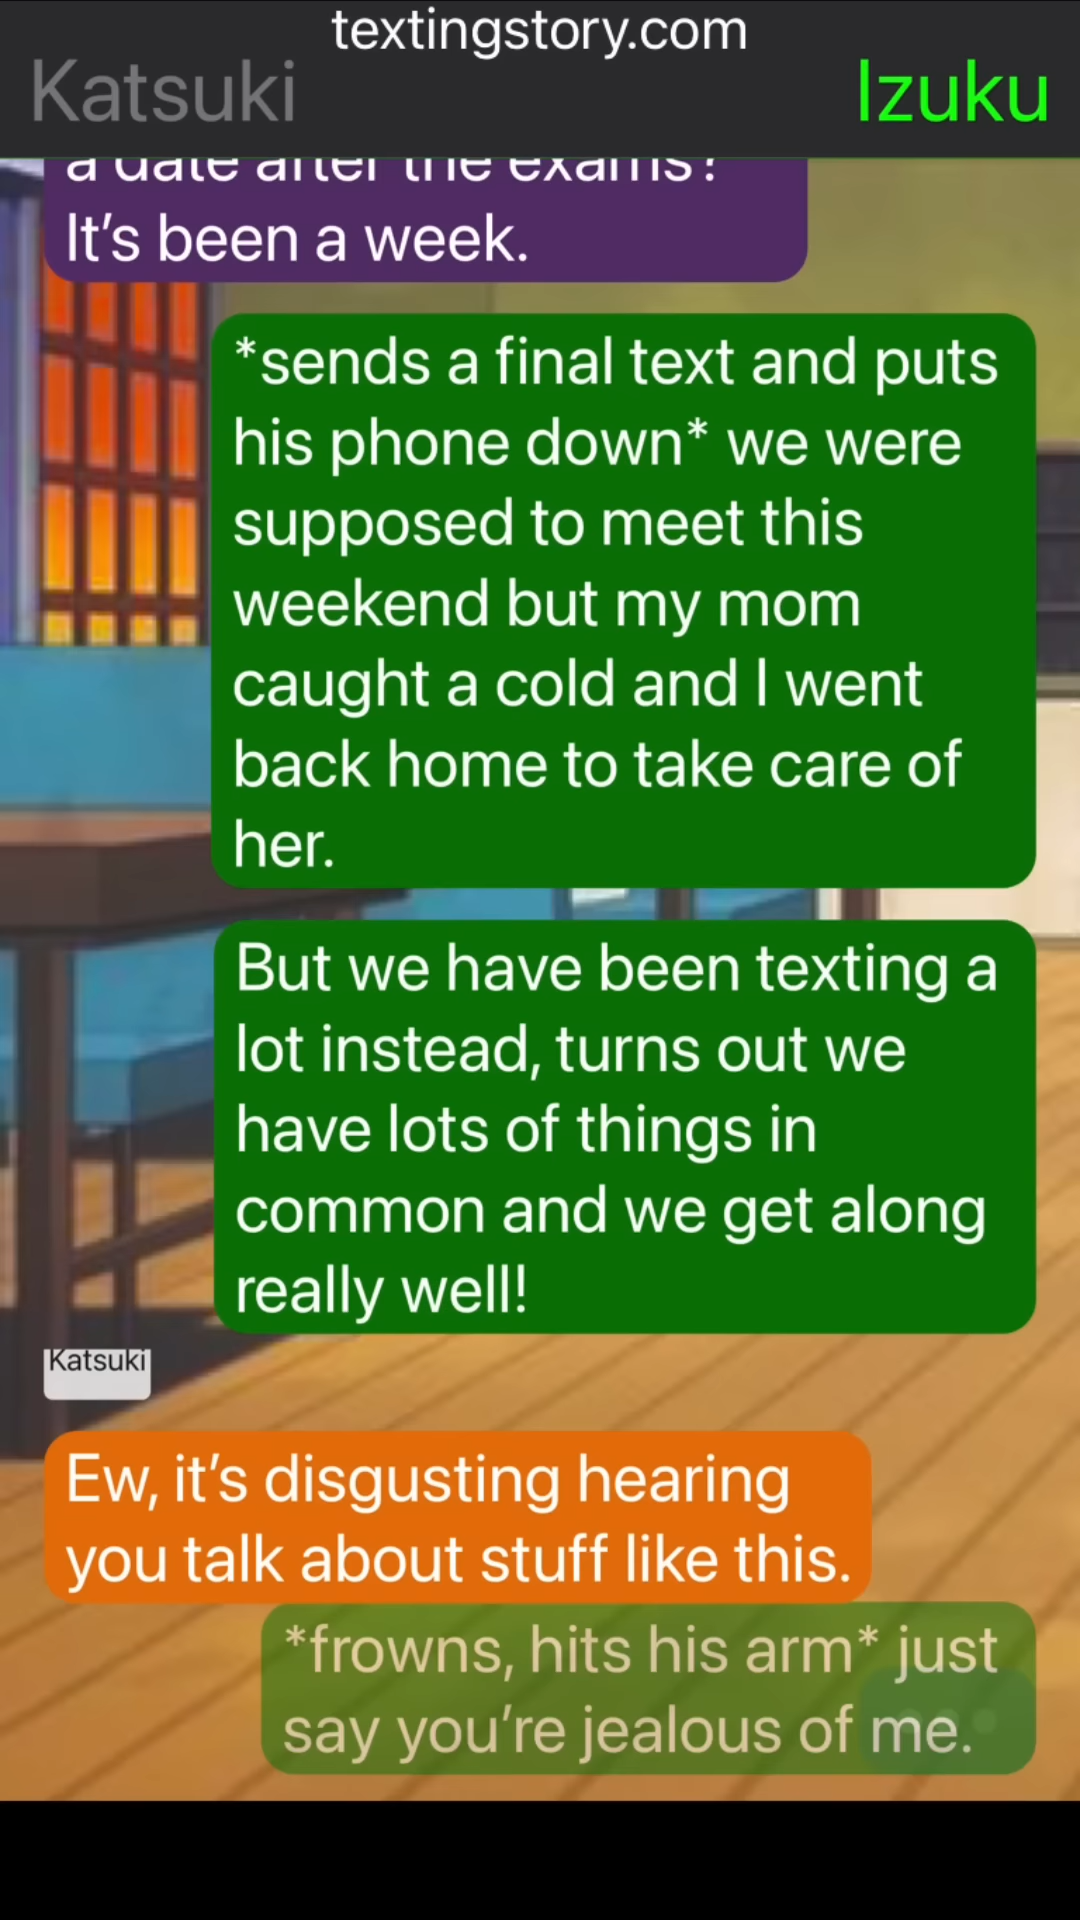 textingstory.com
Katsuki
Izuku
a date after the exams?
It's been a week.
*sends a final text and puts
his phone down* we were
supposed to meet this
weekend but my mom
caught a cold and I went
back home to take care of
her.
But we have been texting a
lot instead, turns out we
have lots of things in
common and we get along
really well!
Katsuki
Ew, it's disgusting hearing
you talk about stuff like this.
*frowns, hits his arm* just
say you're jealous of me.